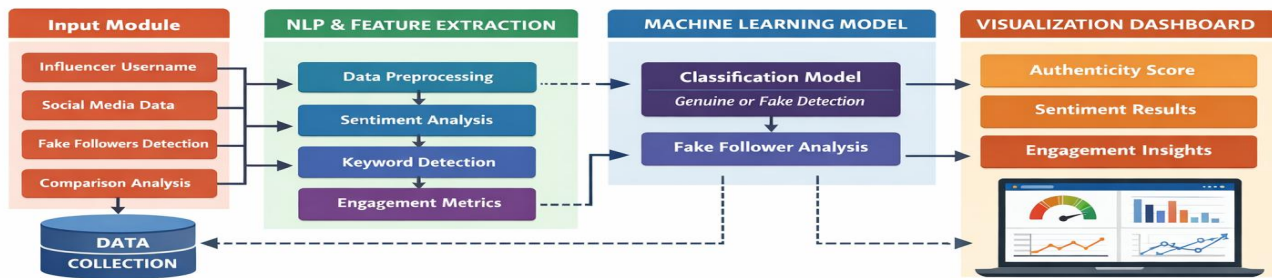 Input Module
Influencer Username
Social Media Data
Fake Followers Detection
Comparison Analysis
DATA
COLLECTION
NLP & FEATURE EXTRACTION
Data Preprocessing
Sentiment Analysis
Keyword Detection
Engagement Metrics
MACHINE LEARNING MODEL
Classification Model
Genuine or Fake Detection
Fake Follower Analysis
VISUALIZATION DASHBOARD
Authenticity Score
Sentiment Results
Engagement Insights